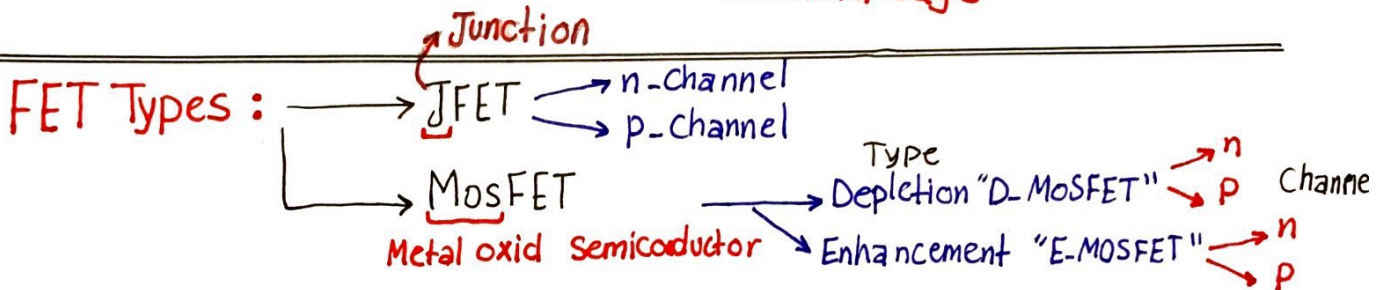 Junction
FET Types :
JFET
n-Channel
p-Channel
MosFET
Metal oxid semicoductor
Type
Depletion "D-MOSFET"
n
p
Channe
Enhancement "E-MOSFET"
n
p